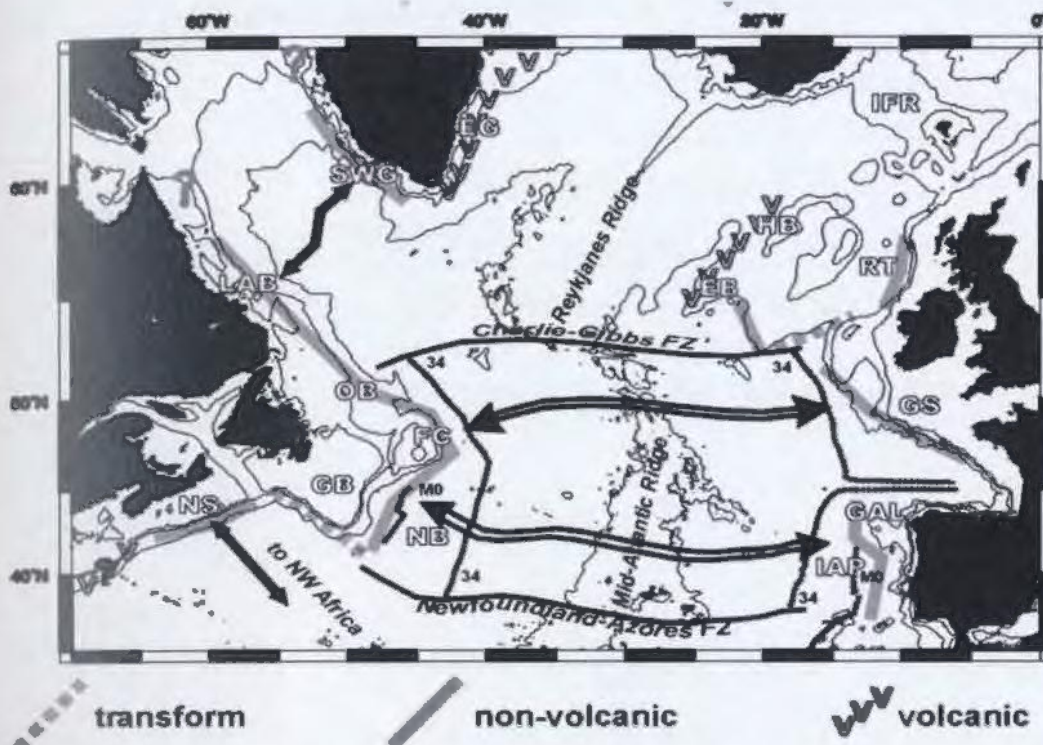 60°W
40°W
20°W
IFR
EG
SWG
60°N
HB
RT
Reykjanes Ridge
LAB
EB
Charlie-Gibbs FZ
34
34
OB
50°N
GS
FC
GB
M0
NS
GAL
NB
Mid-Atlantic Ridge
IAP
M0
to NW Africa
40°N
34
34
Newfoundland-Azores FZ
transform
non-volcanic
volcanic